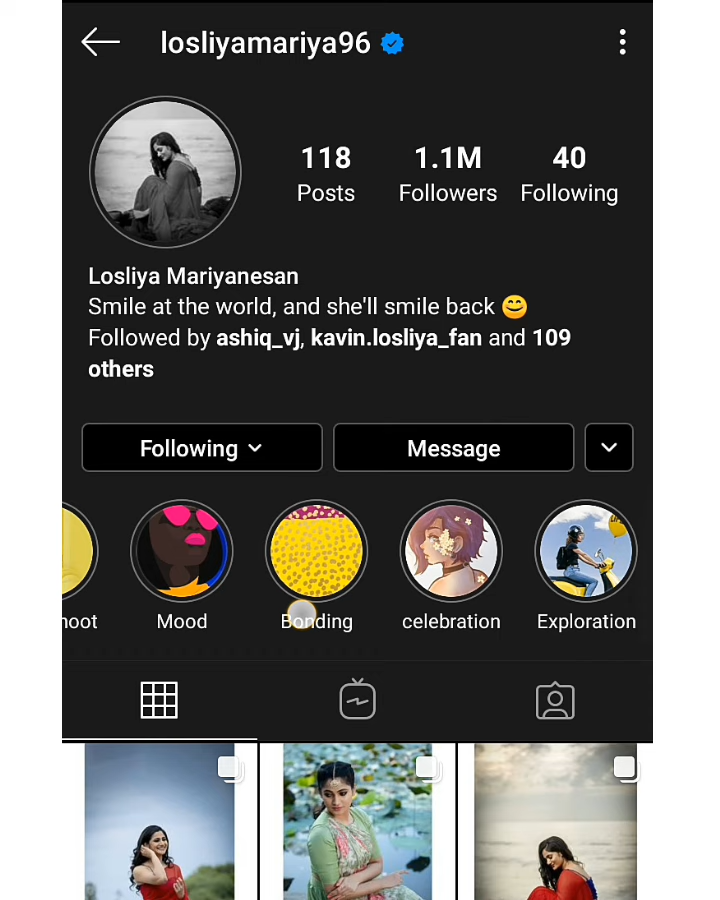 losliyamariya96
118 1.1M 40
Posts Followers Following
Losliya Mariyanesan
Smile at the world, and she'll smile back 😊
Followed by ashiq_vj, kavin.losliya_fan and 109
others
Following Message
hoot Mood Bonding celebration Exploration